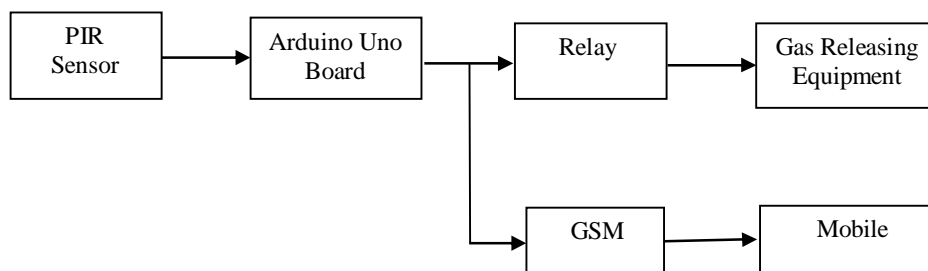 PIR
Sensor
Arduino Uno
Board
Relay
Gas Releasing
Equipment
GSM
Mobile